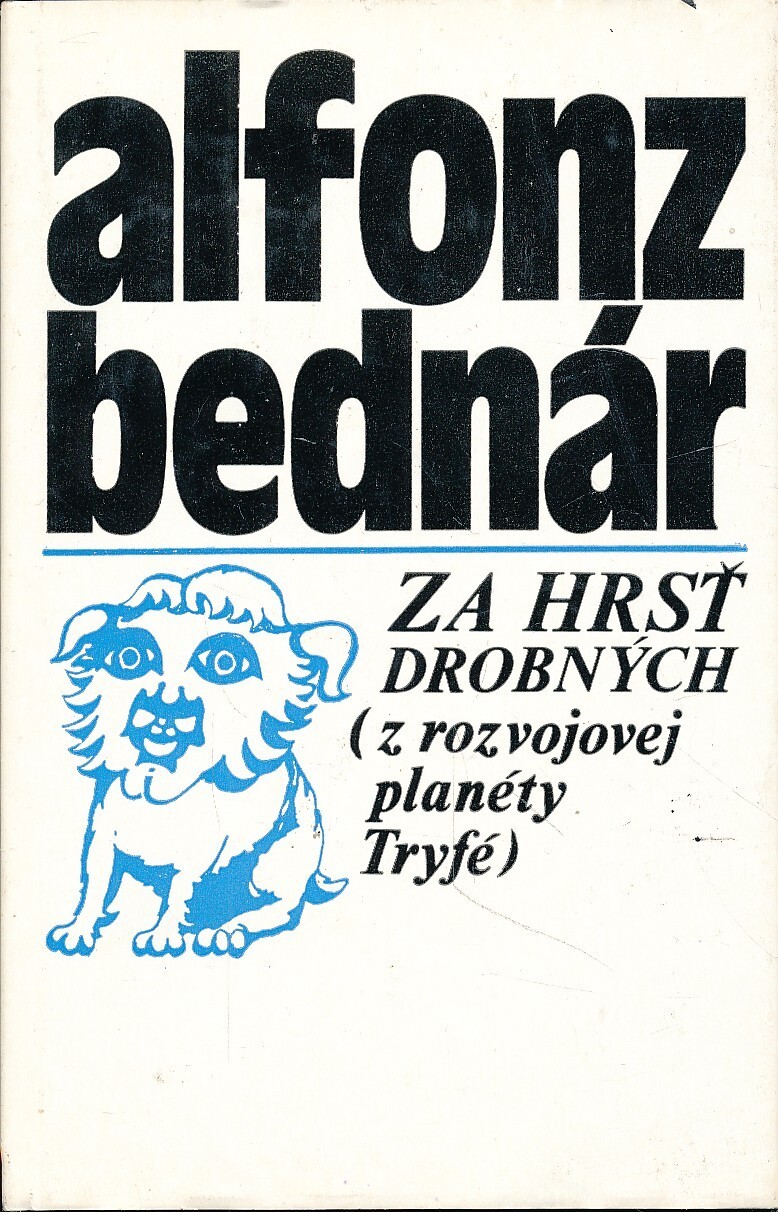 alfonz
bednár
ZA HRSŤ
DROBNÝCH
(z rozvojovej
planéty
Tryfé)